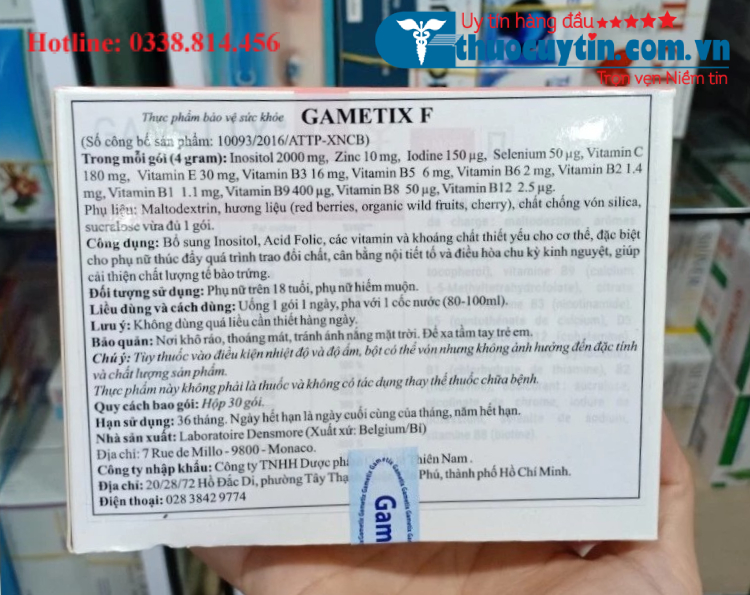 Uy tín hàng đầu
Hotline: 0338.814.456
thuocuytin.com.vn
Trọn vẹn Niềm tin
Thực phẩm bảo vệ sức khỏe GAMETIX F
(Số công bố sản phẩm: 10093/2016/ATTP-XNCB)
Trong mỗi gói (4 gram): Inositol 2000 mg, Zinc 10 mg, Iodine 150 µg, Selenium 50 µg, Vitamin C
180 mg, Vitamin E 30 mg, Vitamin B3 16 mg, Vitamin B5 6 mg, Vitamin B6 2 mg, Vitamin B2 1.4
mg, Vitamin B1 1.1 mg, Vitamin B9 400 µg, Vitamin B8 50 µg, Vitamin B12 2.5 µg.
Phụ liệu: Maltodextrin, hương liệu (red berries, organic wild fruits, cherry), chất chống vón silica,
sucralose vừa đủ 1 gói.
Công dụng: Bổ sung Inositol, Acid Folic, các vitamin và khoáng chất thiết yếu cho cơ thể, đặc biệt
cho phụ nữ thúc đẩy quá trình trao đổi chất, cân bằng nội tiết tố và điều hòa chu kỳ kinh nguyệt, giúp
cải thiện chất lượng tế bào trứng.
Đối tượng sử dụng: Phụ nữ trên 18 tuổi, phụ nữ hiếm muộn.
Liều dùng và cách dùng: Uống 1 gói 1 ngày, pha với 1 cốc nước (80-100ml).
Lưu ý: Không dùng quá liều cần thiết hàng ngày.
Bảo quản: Nơi khô ráo, thoáng mát, tránh ánh nắng mặt trời. Để xa tầm tay trẻ em.
Chú ý: Tùy thuộc vào điều kiện nhiệt độ và độ ẩm, bột có thể vón nhưng không ảnh hưởng đến đặc tính
và chất lượng sản phẩm.
Thực phẩm này không phải là thuốc và không có tác dụng thay thế thuốc chữa bệnh.
Quy cách bao gói: Hộp 30 gói.
Hạn sử dụng: 36 tháng. Ngày hết hạn là ngày cuối cùng của tháng, năm hết hạn.
Nhà sản xuất: Laboratoire Densmore (Xuất xứ: Belgium/Bỉ)
Địa chỉ: 7 Rue de Millo - 9800 - Monaco.
Công ty nhập khẩu: Công ty TNHH Dược Thiên Nam.
Địa chỉ: 20/28/72 Hồ Đắc Di, phường Tây Phú, thành phố Hồ Chí Minh.
Điện thoại: 028 3842 9774
Gametix Gametix Gametix
Gam